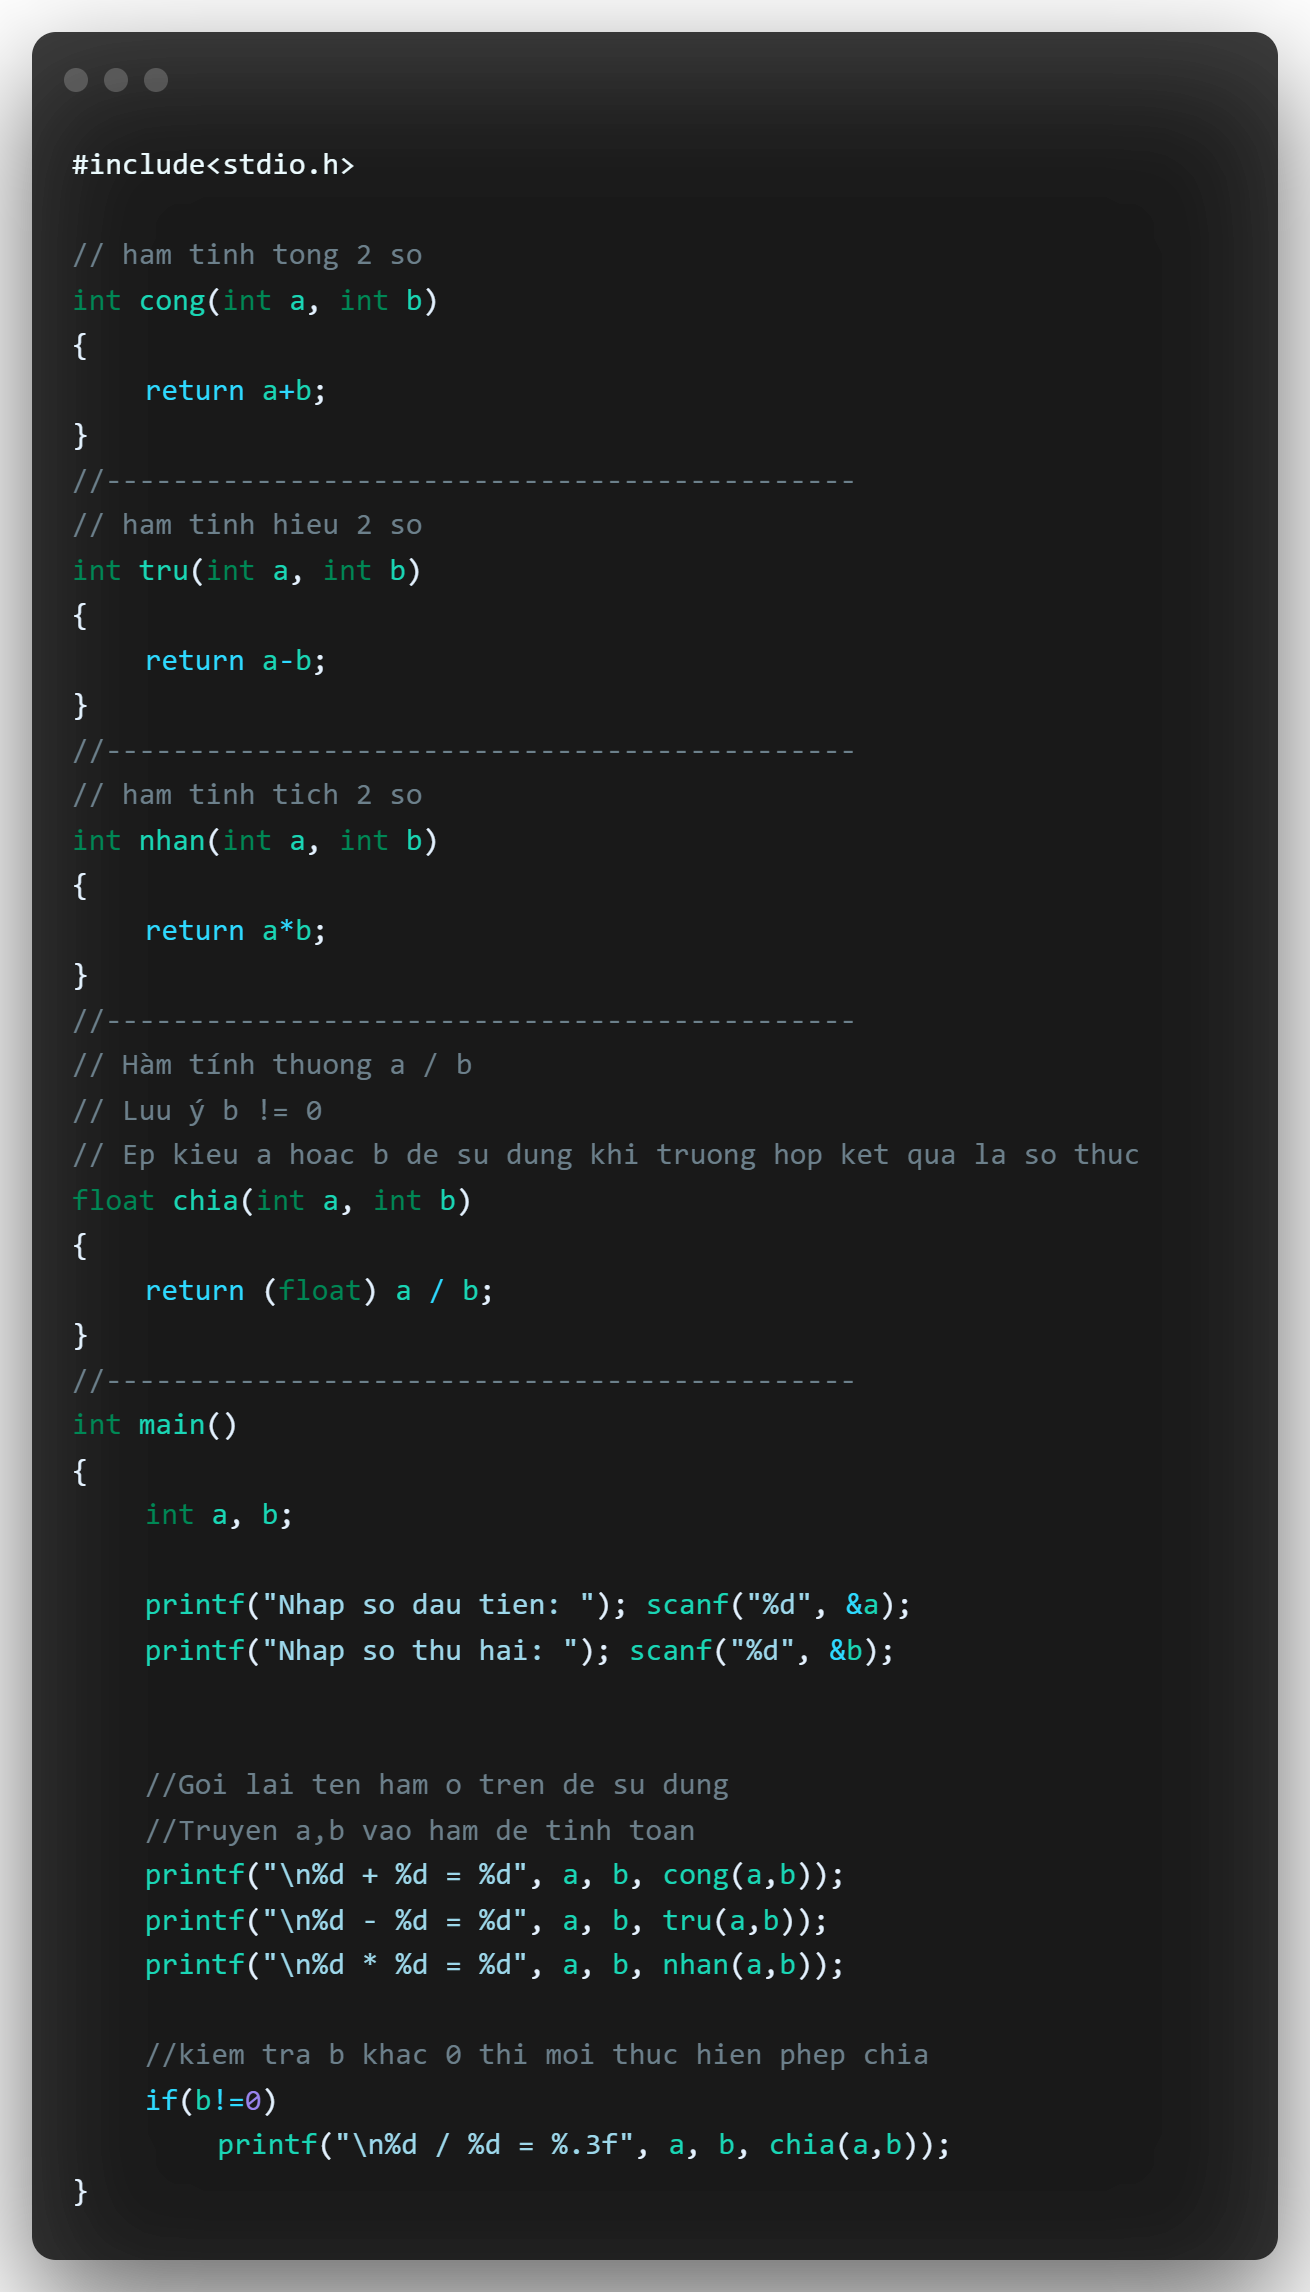 #include<stdio.h>
// ham tinh tong 2 so
int cong(int a, int b)
{
return a+b;
}
//---------------------------------------------
// ham tinh hieu 2 so
int tru(int a, int b)
{
return a-b;
}
//---------------------------------------------
// ham tinh tich 2 so
int nhan(int a, int b)
{
return a*b;
}
//---------------------------------------------
// Hàm tính thuong a / b
// Luu ý b != 0
// Ep kieu a hoac b de su dung khi truong hop ket qua la so thuc
float chia(int a, int b)
{
return (float) a / b;
}
//---------------------------------------------
int main()
{
int a, b;
printf("Nhap so dau tien: "); scanf("%d", &a);
printf("Nhap so thu hai: "); scanf("%d", &b);
//Goi lai ten ham o tren de su dung
//Truyen a,b vao ham de tinh toan
printf("\n%d + %d = %d", a, b, cong(a,b));
printf("\n%d - %d = %d", a, b, tru(a,b));
printf("\n%d * %d = %d", a, b, nhan(a,b));
//kiem tra b khac 0 thi moi thuc hien phep chia
if(b!=0)
printf("\n%d / %d = %.3f", a, b, chia(a,b));
}